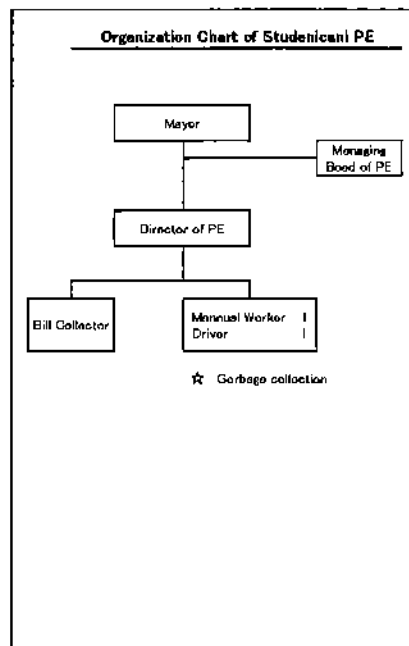 Organization Chart of Studenicani PE
Mayor
Managing
Boed of PE
Director of PE
Bill Collector
Mannual Worker 1
Driver 1
☆ Garbage collection